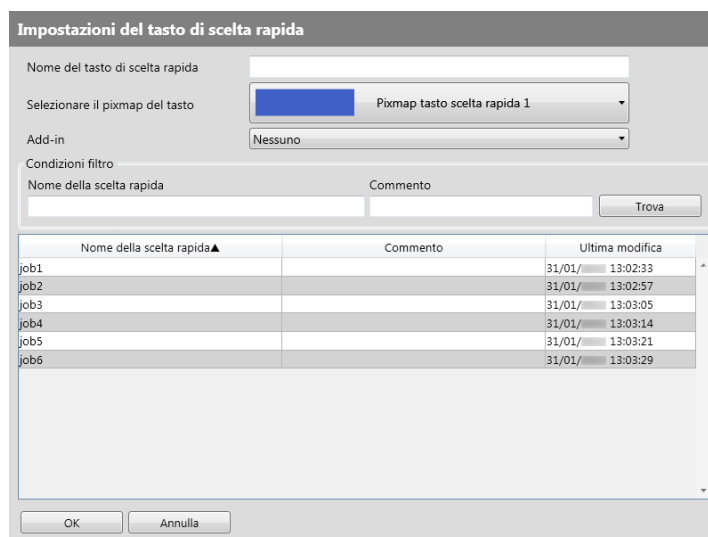 Impostazioni del tasto di scelta rapida
Nome del tasto di scelta rapida
Selezionare il pixmap del tasto Pixmap tasto scelta rapida 1
Add-in Nessuno
Condizioni filtro
Nome della scelta rapida Commento
Trova
Nome della scelta rapida▲ Commento Ultima modifica
job1 31/01/ 13:02:33
job2 31/01/ 13:02:57
job3 31/01/ 13:03:05
job4 31/01/ 13:03:14
job5 31/01/ 13:03:21
job6 31/01/ 13:03:29
OK Annulla